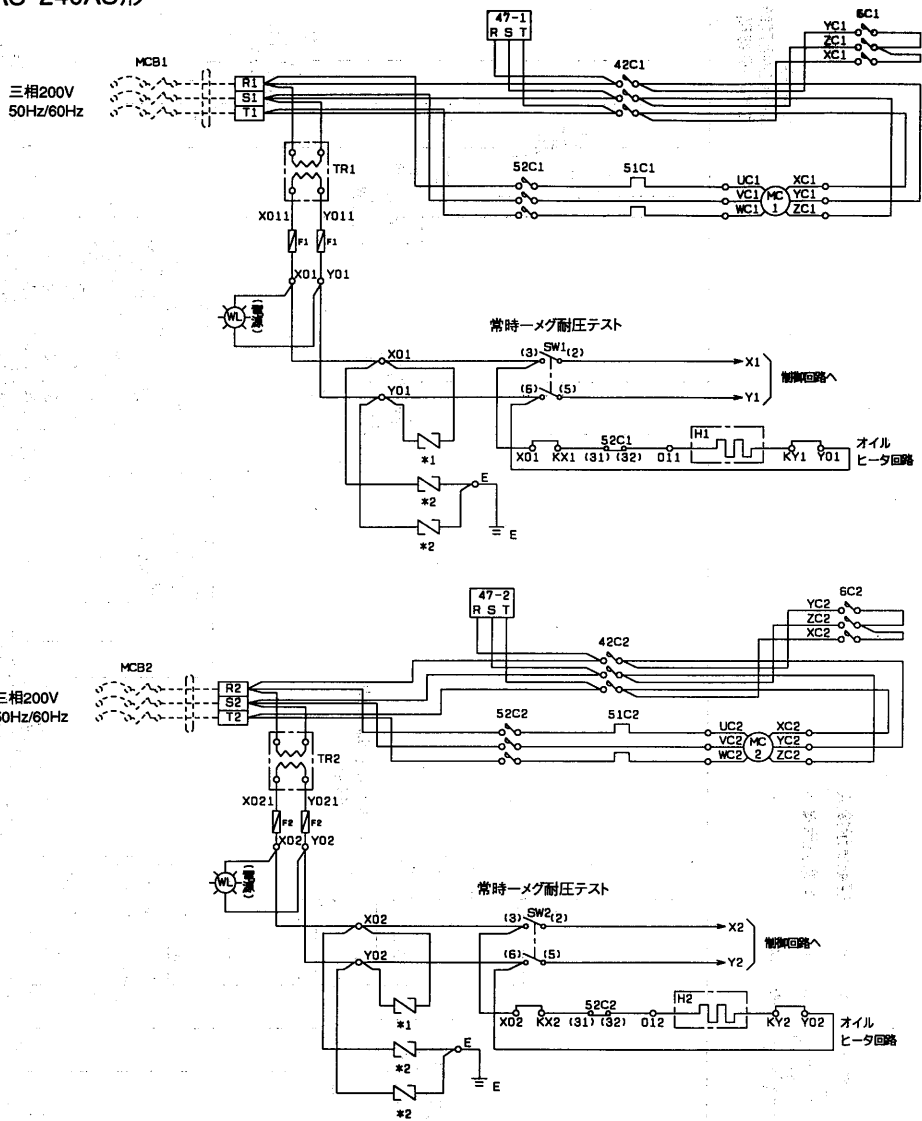 47-1
R S T
6C1
YC1
ZC1
XC1
MCB1
42C1
三相200V
50Hz/60Hz
R1
S1
T1
TR1
52C1
51C1
UC1
VC1
WC1
MC
1
XC1
YC1
ZC1
X011
Y011
F1
F1
X01
Y01
WL
常時ーメグ耐圧テスト
X01
(3)
SW1
(2)
X1
制御回路へ
Y01
(6)
(5)
Y1
*1
X01
KX1
52C1
(31)
(32)
011
H1
KY1
Y01
オイル
ヒータ回路
*2
E
*2
E
47-2
R S T
6C2
YC2
ZC2
XC2
MCB2
42C2
三相200V
50Hz/60Hz
R2
S2
T2
TR2
52C2
51C2
UC2
VC2
WC2
MC
2
XC2
YC2
ZC2
X021
Y021
F2
F2
X02
Y02
WL
常時ーメグ耐圧テスト
X02
(3)
SW2
(2)
X2
制御回路へ
Y02
(6)
(5)
Y2
*1
X02
KX2
52C2
(31)
(32)
012
H2
KY2
Y02
オイル
ヒータ回路
*2
E
*2
E